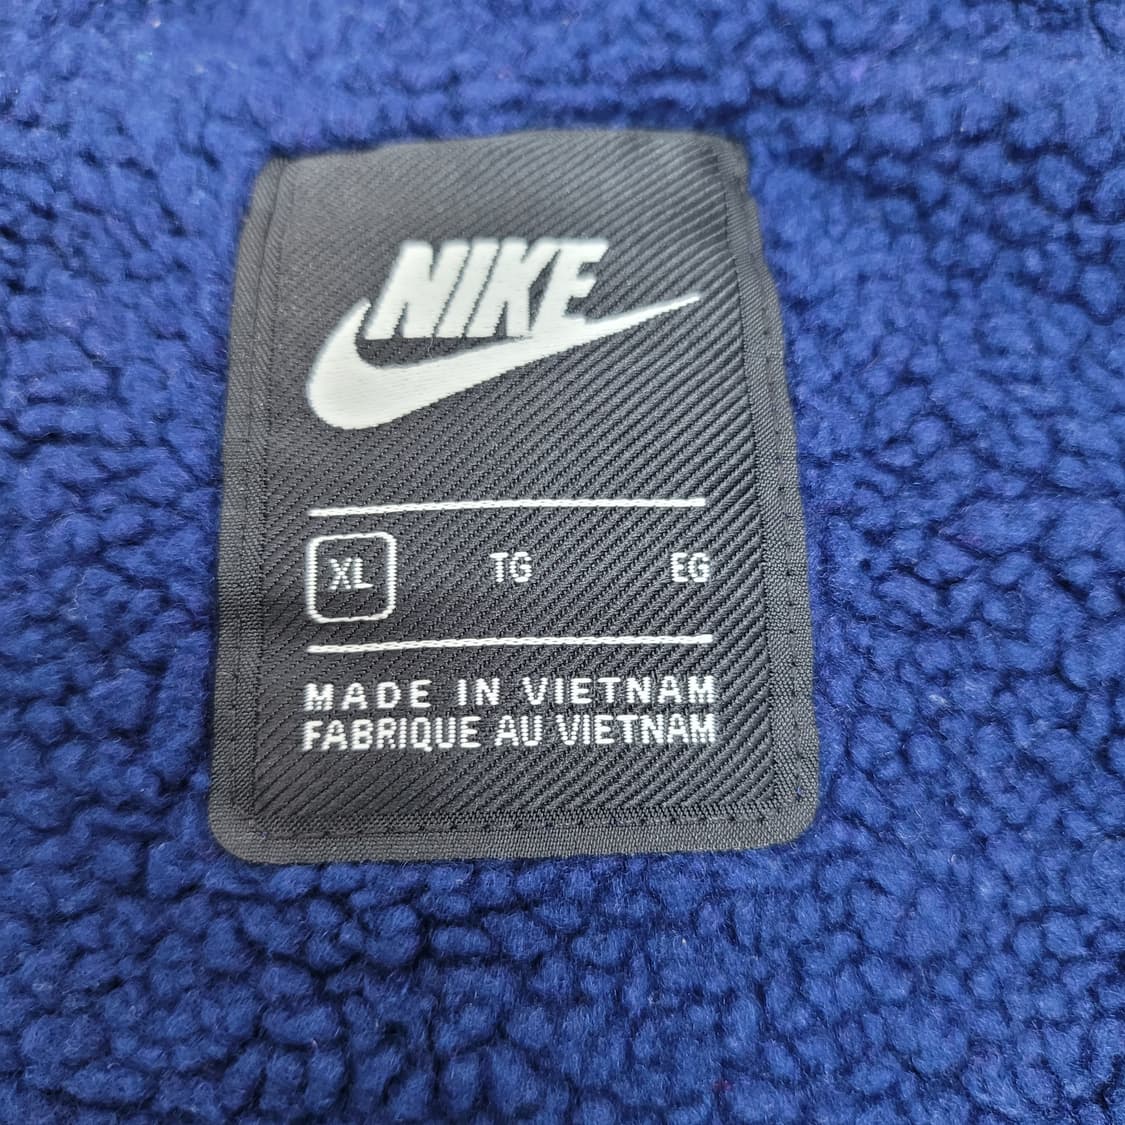 NIKE
XL TG EG
MADE IN VIETNAM
FABRIQUE AU VIETNAM